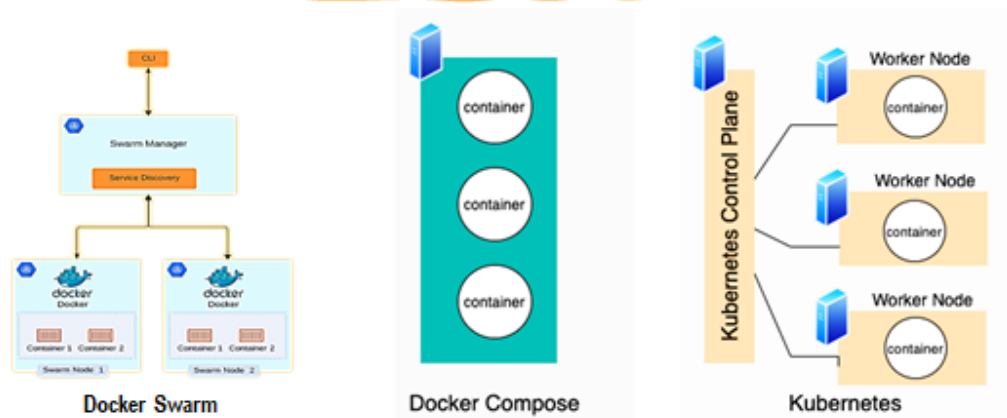 CLI
Swarm Manager
Service Discovery
docker
Docker
Container 1 Container 2
Swarm Node 1
docker
Docker
Container 1 Container 2
Swarm Node 2
Docker Swarm
container
container
container
Docker Compose
Kubernetes Control Plane
Worker Node
container
Worker Node
container
Worker Node
container
Kubernetes